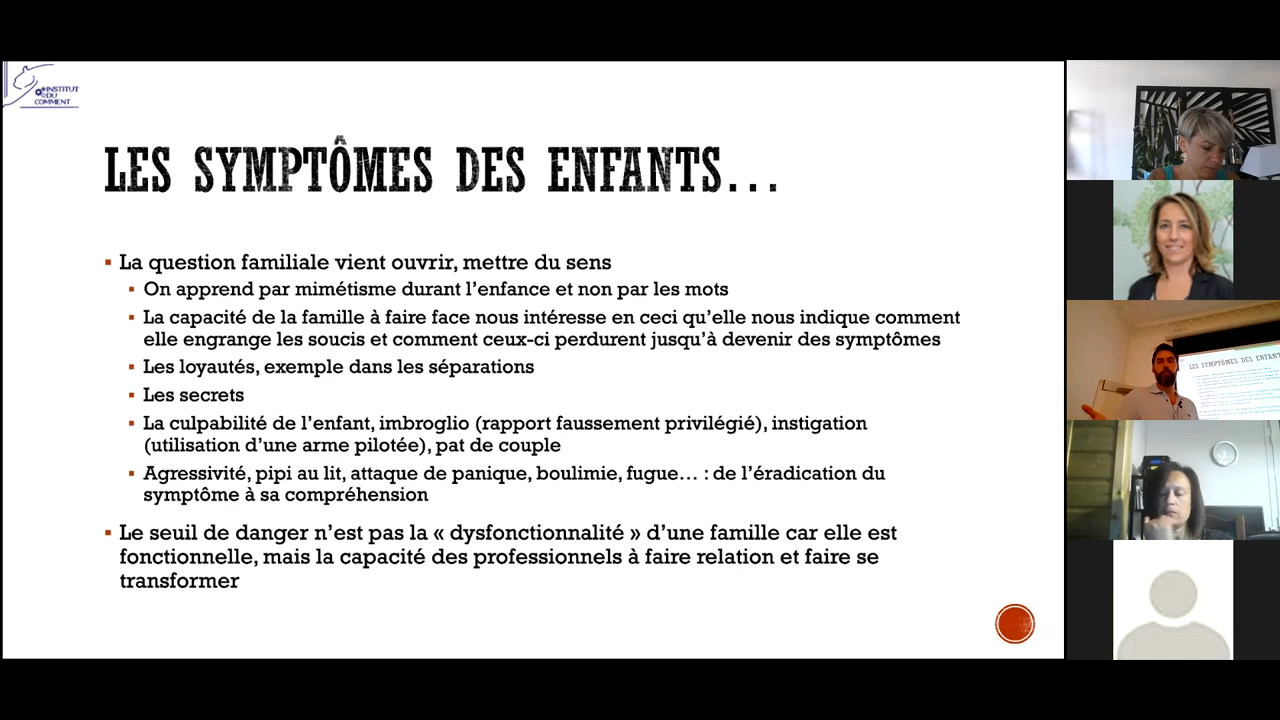 INSTITUT
DU
COMMENT
LES SYMPTÔMES DES ENFANTS...
La question familiale vient ouvrir, mettre du sens
On apprend par mimétisme durant l’enfance et non par les mots
La capacité de la famille à faire face nous intéresse en ceci qu’elle nous indique comment
elle engrange les soucis et comment ceux-ci perdurent jusqu’à devenir des symptômes
Les loyautés, exemple dans les séparations
Les secrets
La culpabilité de l’enfant, imbroglio (rapport faussement privilégié), instigation
(utilisation d’une arme pilotée), pat de couple
Agressivité, pipi au lit, attaque de panique, boulimie, fugue… : de l’éradication du
symptôme à sa compréhension
Le seuil de danger n’est pas la « dysfonctionnalité » d’une famille car elle est
fonctionnelle, mais la capacité des professionnels à faire relation et faire se
transformer
LES SYMPTÔMES DES ENFANT